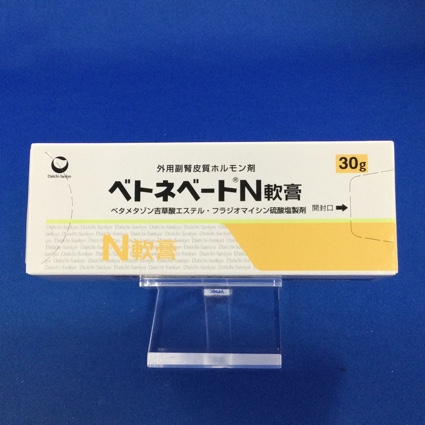 外用副腎皮質ホルモン剤
30g
Daiichi-Sankyo
ベトネベート®N軟膏
ベタメタゾン吉草酸エステル・フラジオマイシン硫酸塩製剤
開封口➡
N軟膏